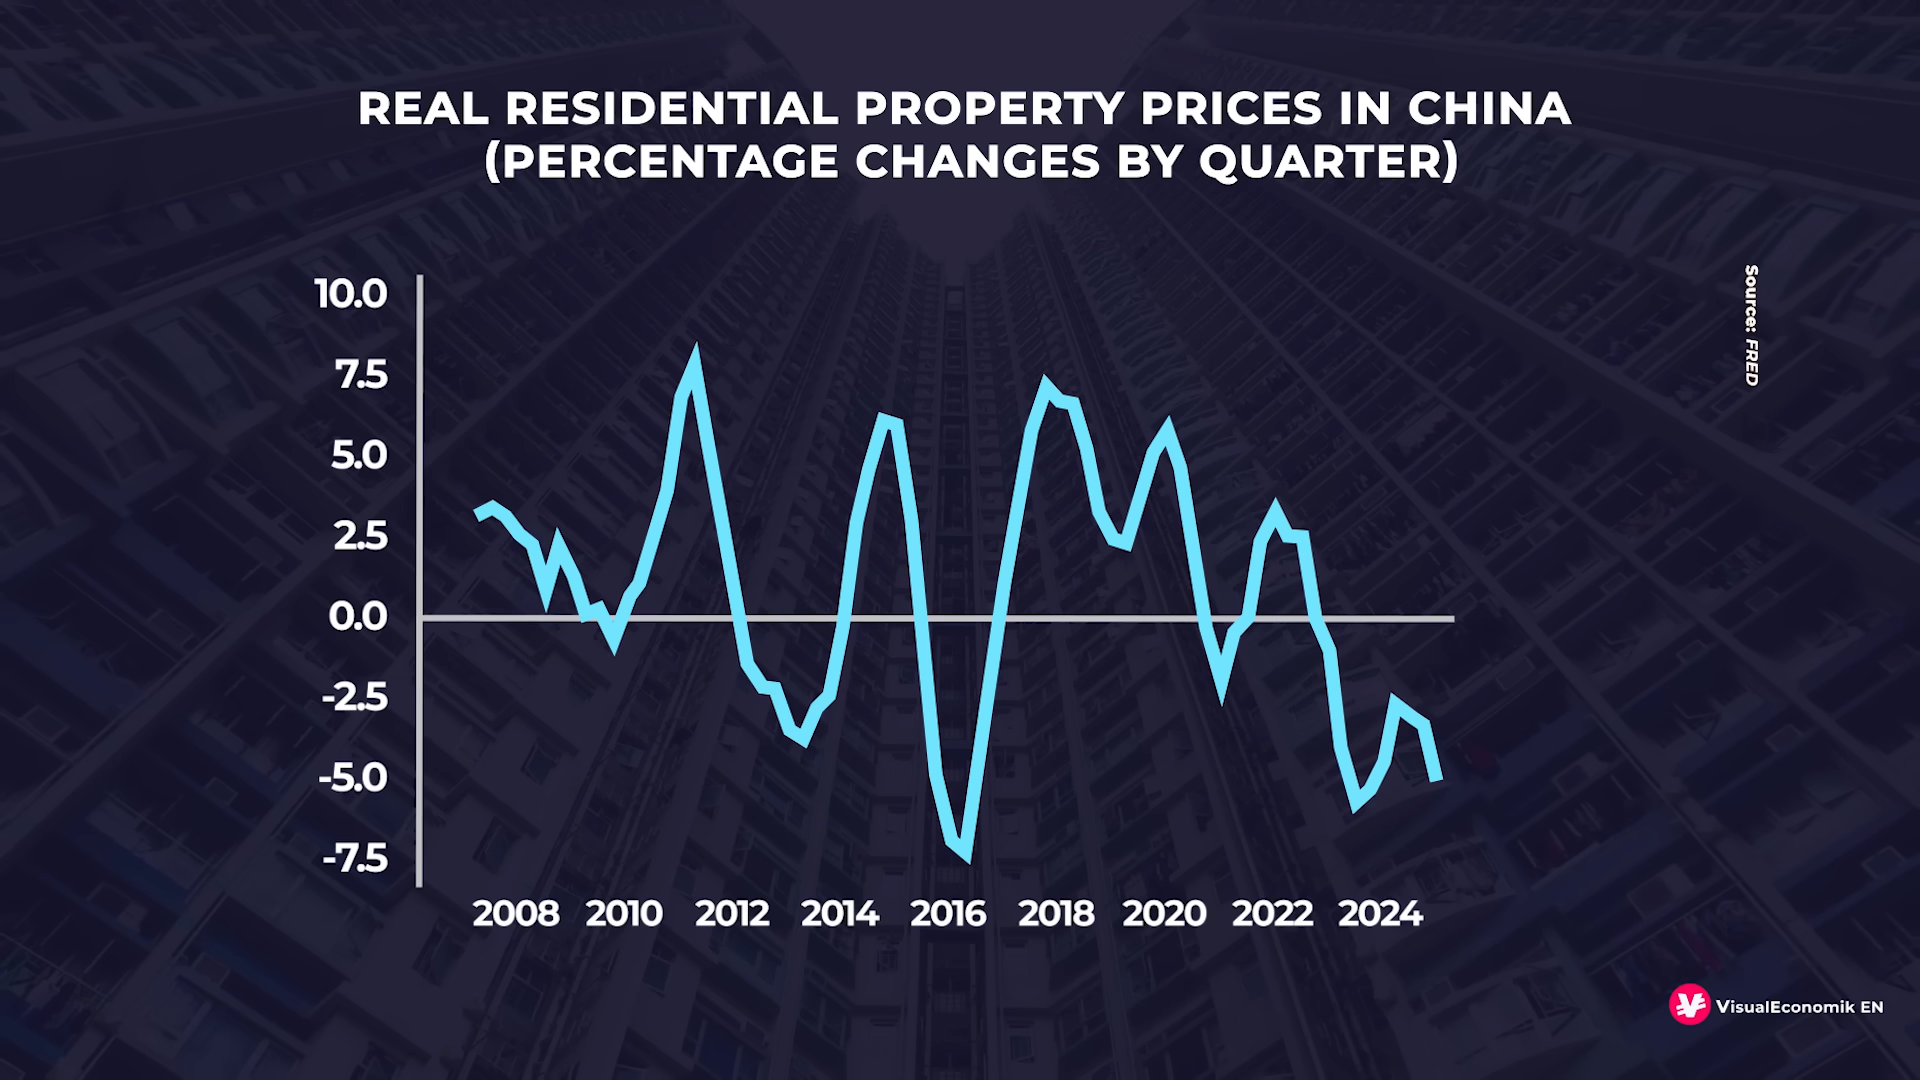 REAL RESIDENTIAL PROPERTY PRICES IN CHINA
(PERCENTAGE CHANGES BY QUARTER)
Source: FRED
10.0
7.5
5.0
2.5
0.0
-2.5
-5.0
-7.5
2008 2010 2012 2014 2016 2018 2020 2022 2024
VisualEconomik EN